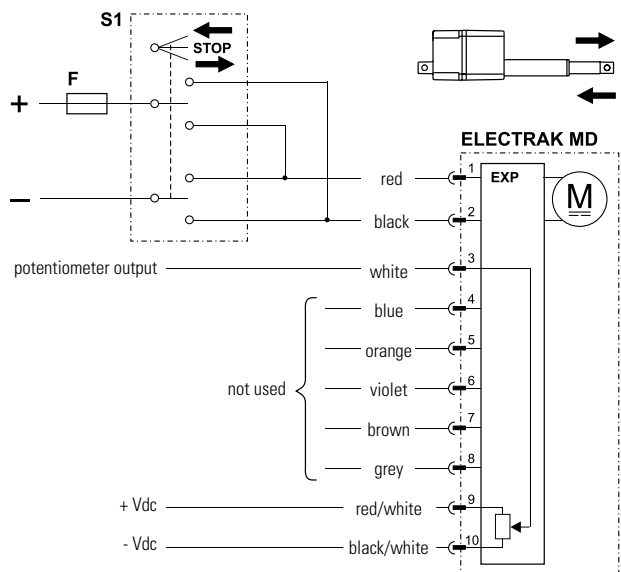 S1
STOP
F
+
−
ELECTRAK MD
EXP
M
red 1
black 2
potentiometer output white 3
not used
blue 4
orange 5
violet 6
brown 7
grey 8
+ Vdc red/white 9
- Vdc black/white 10